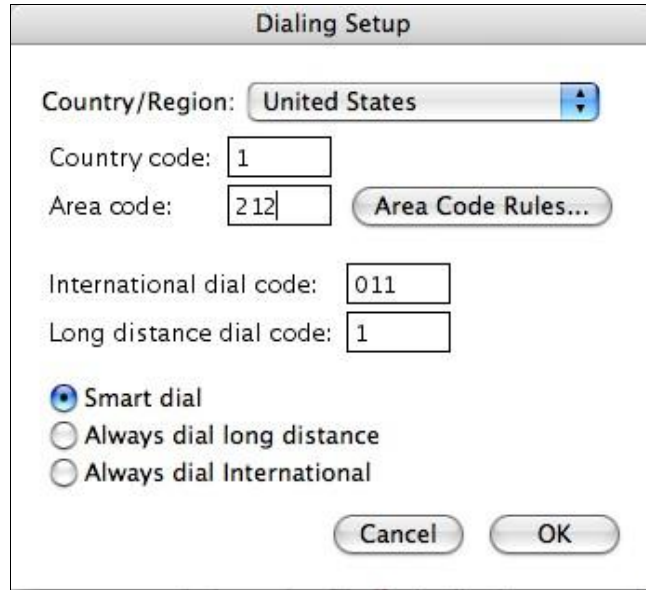 Dialing Setup
Country/Region: United States
Country code: 1
Area code: 212 Area Code Rules...
International dial code: 011
Long distance dial code: 1
Smart dial
Always dial long distance
Always dial International
Cancel OK